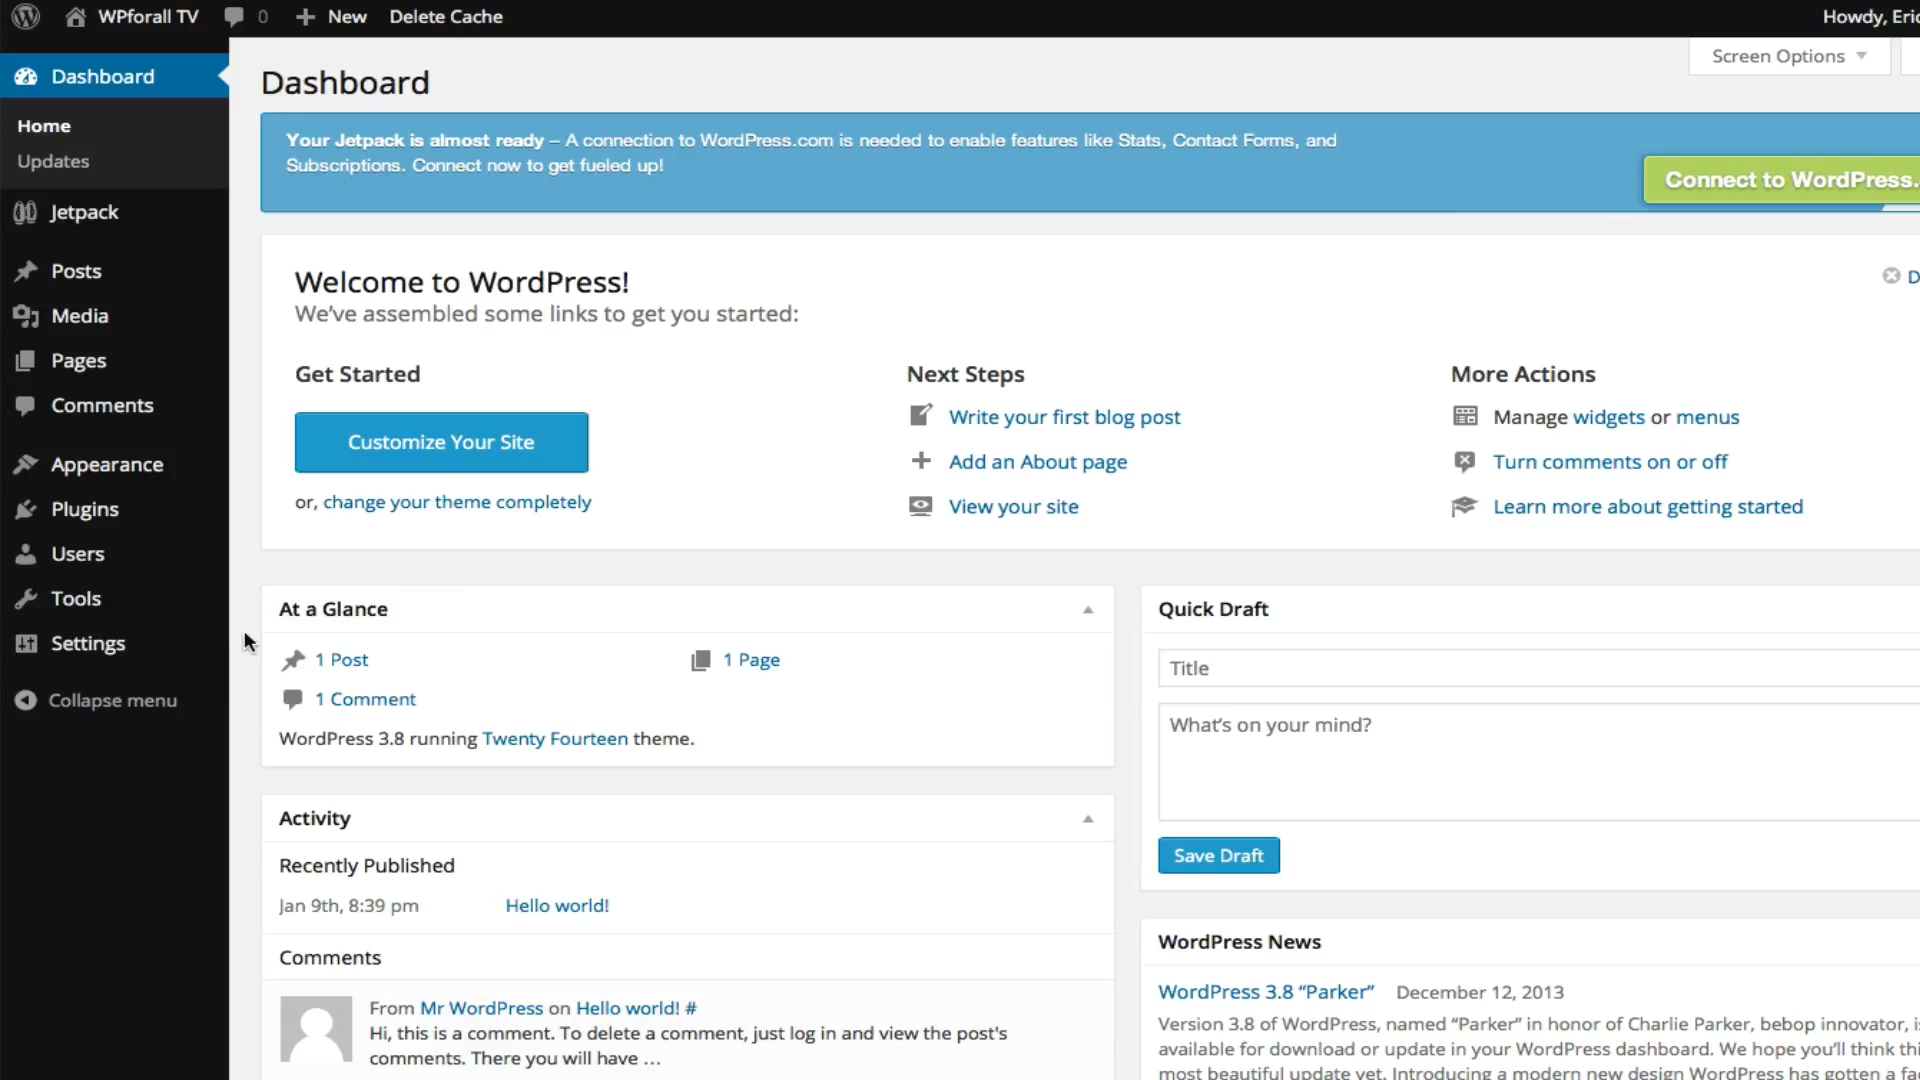 WPforall TV 0 New Delete Cache Howdy, Eric
Screen Options
Dashboard
Home
Updates
Jetpack
Posts
Media
Pages
Comments
Appearance
Plugins
Users
Tools
Settings
Collapse menu
Dashboard
Your Jetpack is almost ready – A connection to WordPress.com is needed to enable features like Stats, Contact Forms, and
Subscriptions. Connect now to get fueled up!
Connect to WordPress.
Welcome to WordPress!
D
We've assembled some links to get you started:
Get Started
Customize Your Site
or, change your theme completely
Next Steps
Write your first blog post
Add an About page
View your site
More Actions
Manage widgets or menus
Turn comments on or off
Learn more about getting started
At a Glance
1 Post 1 Page
1 Comment
WordPress 3.8 running Twenty Fourteen theme.
Activity
Recently Published
Jan 9th, 8:39 pm Hello world!
Comments
From Mr WordPress on Hello world! #
Hi, this is a comment. To delete a comment, just log in and view the post's
comments. There you will have …
Quick Draft
Title
What's on your mind?
Save Draft
WordPress News
WordPress 3.8 “Parker” December 12, 2013
Version 3.8 of WordPress, named “Parker” in honor of Charlie Parker, bebop innovator,
available for download or update in your WordPress dashboard. We hope you'll think
most beautiful update yet. Introducing a modern new design WordPress has gotten a